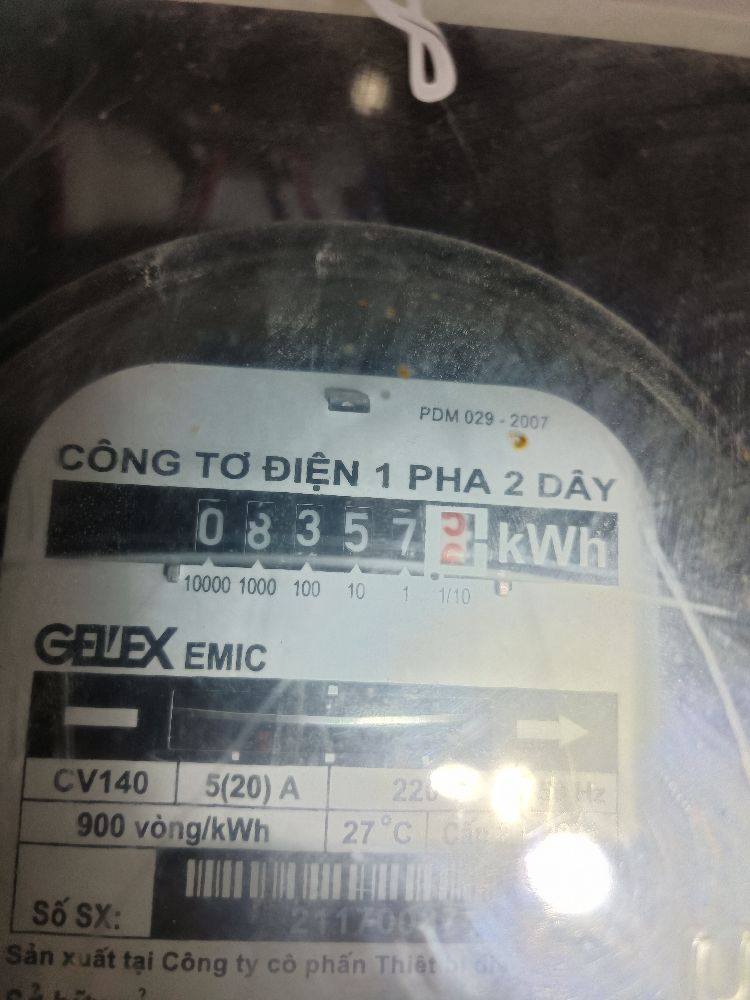 PDM 029 - 2007
CÔNG TƠ ĐIỆN 1 PHA 2 DÂY
0 8 3 5 7 kWh
10000 1000 100 10 1 1/10
GELEX EMIC
CV140 5(20) A Hz
900 vòng/kWh 27°C
Số SX:
Sản xuất tại Công ty cổ phần Thiết